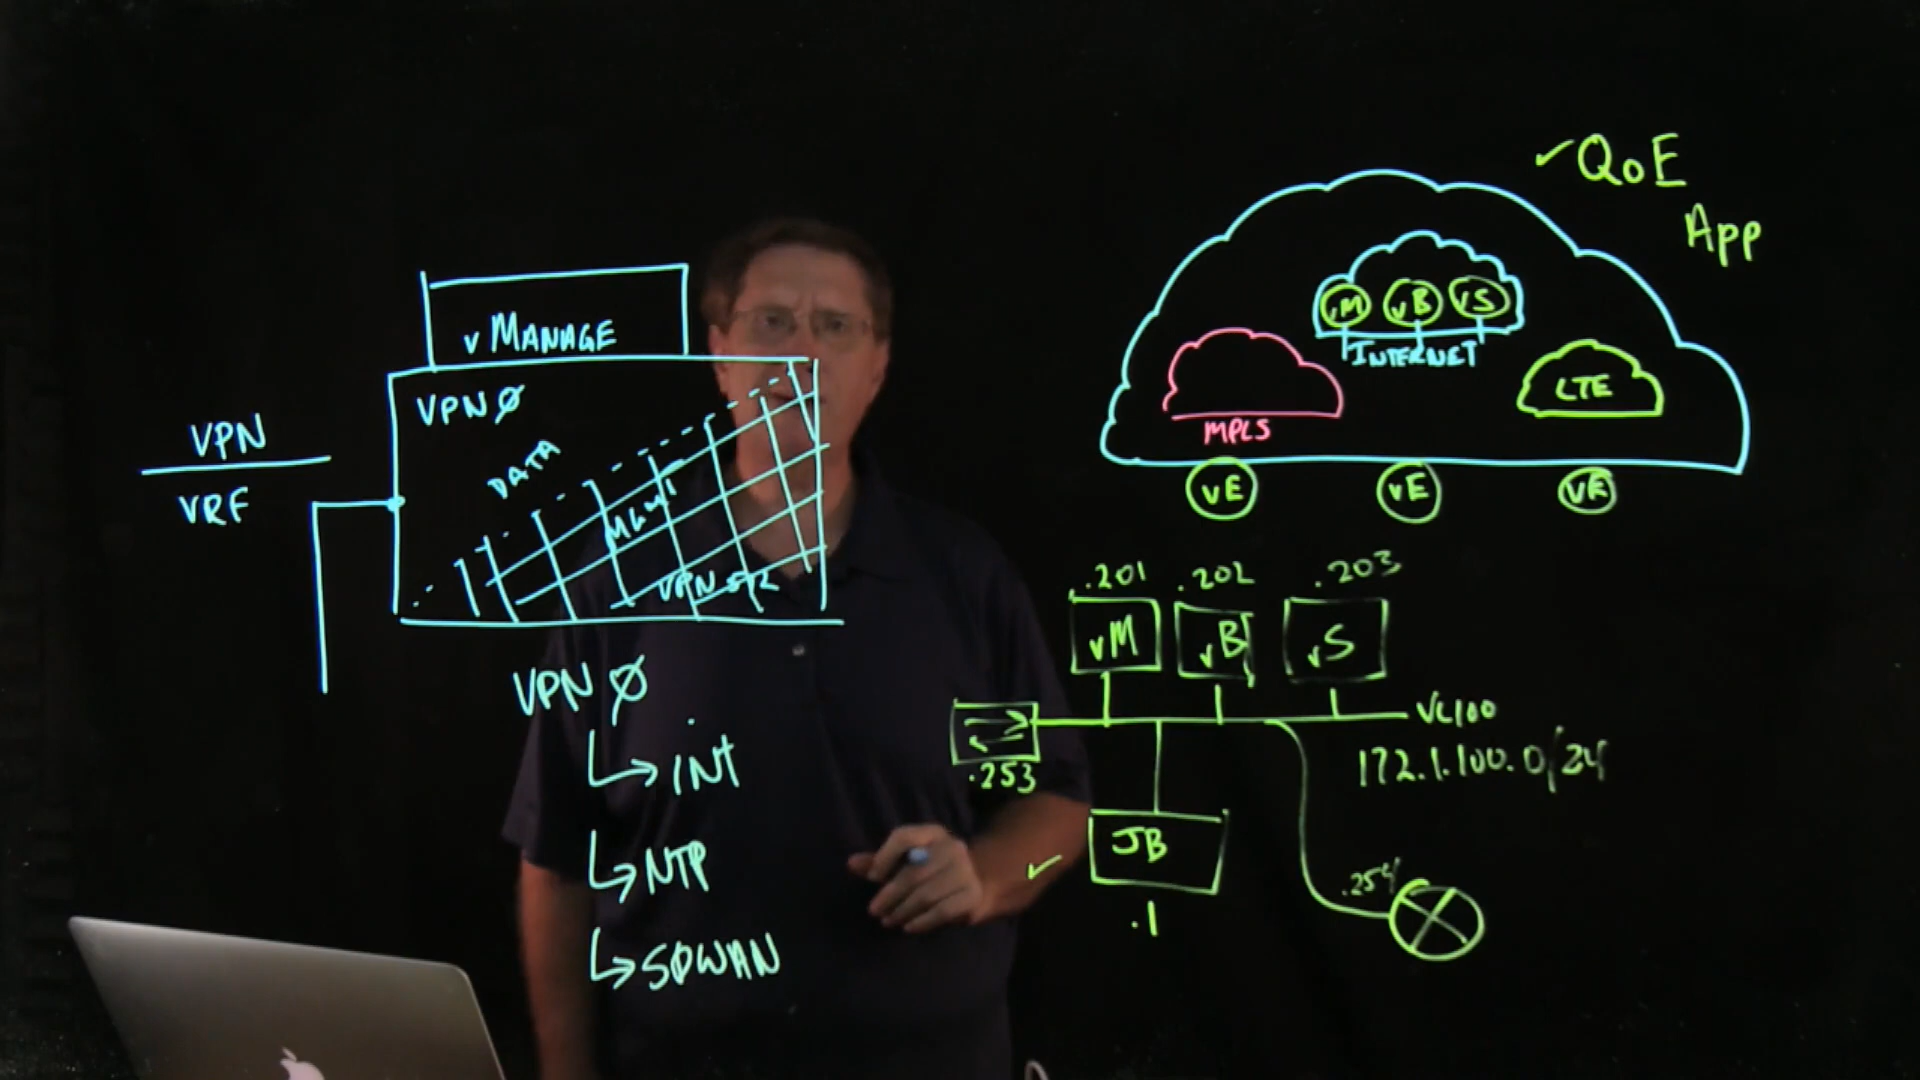 vMANAGE
VPN0
VPN
VRF
DATA
MGMT
VPN 512
VPN 0
INT
NTP
SDWAN
QoE
App
vM vB vS
INTERNET
MPLS
LTE
vE vE vE
.201 .202 .203
vM vB vS
VL100
172.1.100.0/24
.253
JB
.1
.254